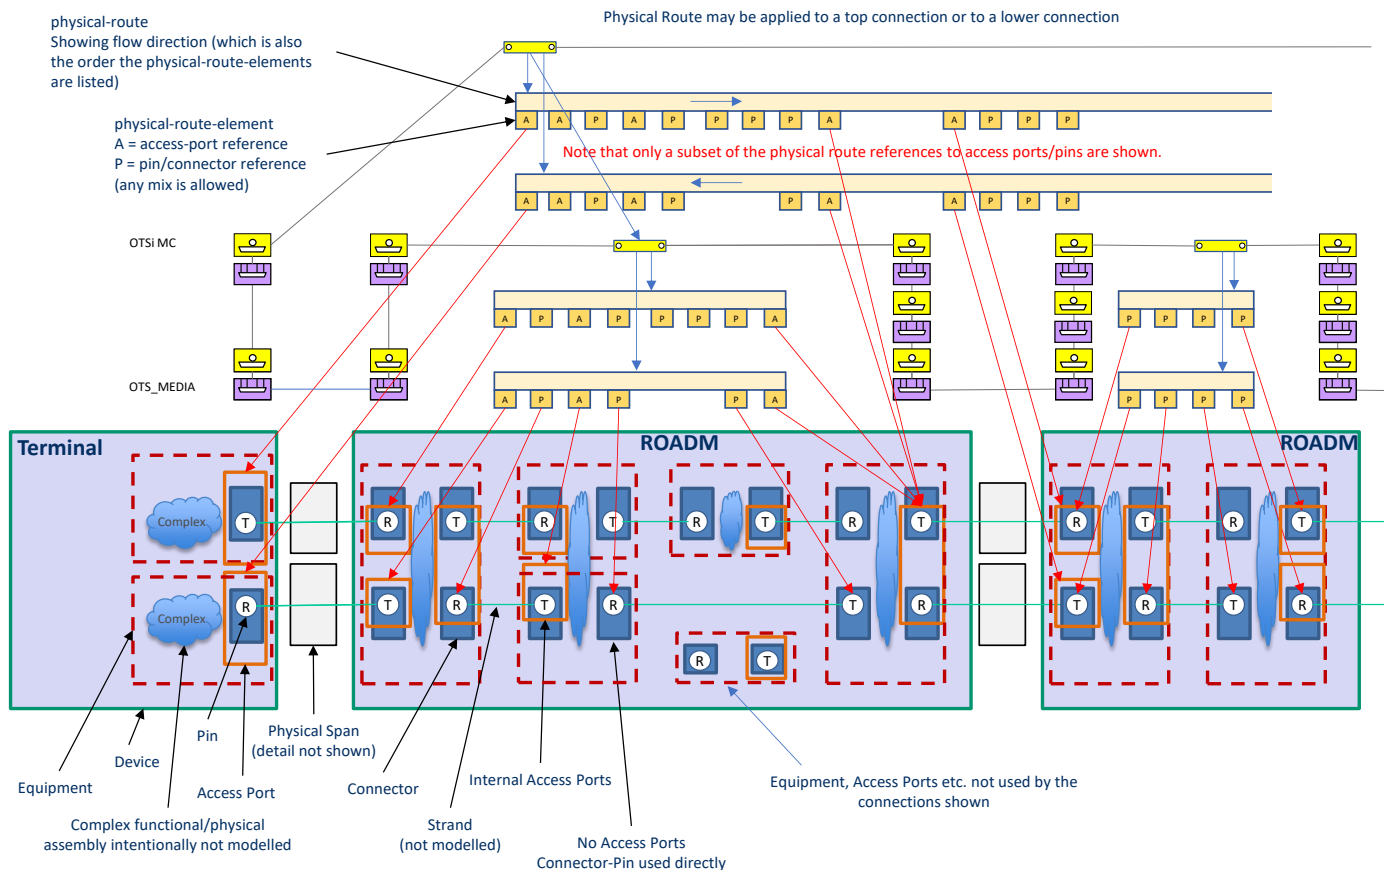 physical-route
Showing flow direction (which is also
the order the physical-route-elements
are listed)
Physical Route may be applied to a top connection or to a lower connection
physical-route-element
A = access-port reference
P = pin/connector reference
(any mix is allowed)
A A P A P P P P A A P P P
Note that only a subset of the physical route references to access ports/pins are shown.
A A P A P P A A P P P
OTSi MC
A P A P P P P A
P P P P
OTS_MEDIA
A P A P P A
P P P P
Terminal
ROADM
ROADM
Complex T R T R T R T R T R T R T
Complex R T R T R T R T R T R
R T
Equipment
Device
Pin
Access Port
Physical Span
(detail not shown)
Connector
Internal Access Ports
Strand
(not modelled)
Complex functional/physical
assembly intentionally not modelled
No Access Ports
Connector-Pin used directly
Equipment, Access Ports etc. not used by the
connections shown